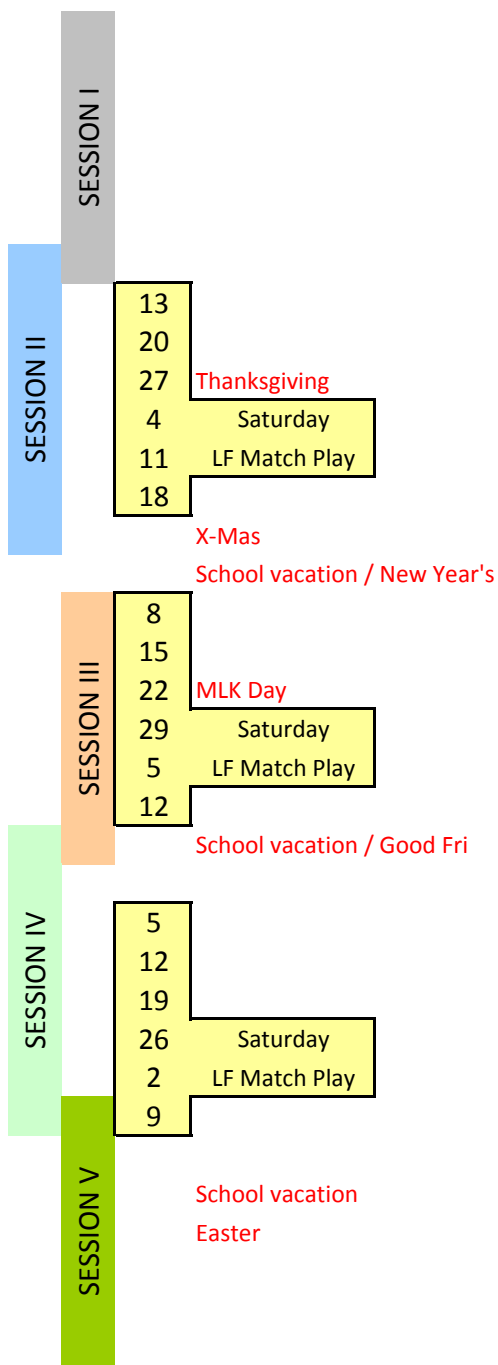 SESSION I
SESSION II
13
20
27 Thanksgiving
4 Saturday
11 LF Match Play
18
X-Mas
School vacation / New Year's
SESSION III
8
15
22 MLK Day
29 Saturday
5 LF Match Play
12
School vacation / Good Fri
SESSION IV
5
12
19
26 Saturday
2 LF Match Play
9
SESSION V
School vacation
Easter